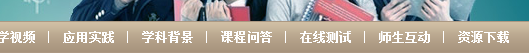 学视频 | 应用实践 | 学科背景 | 课程问答 | 在线测试 | 师生互动 | 资源下载